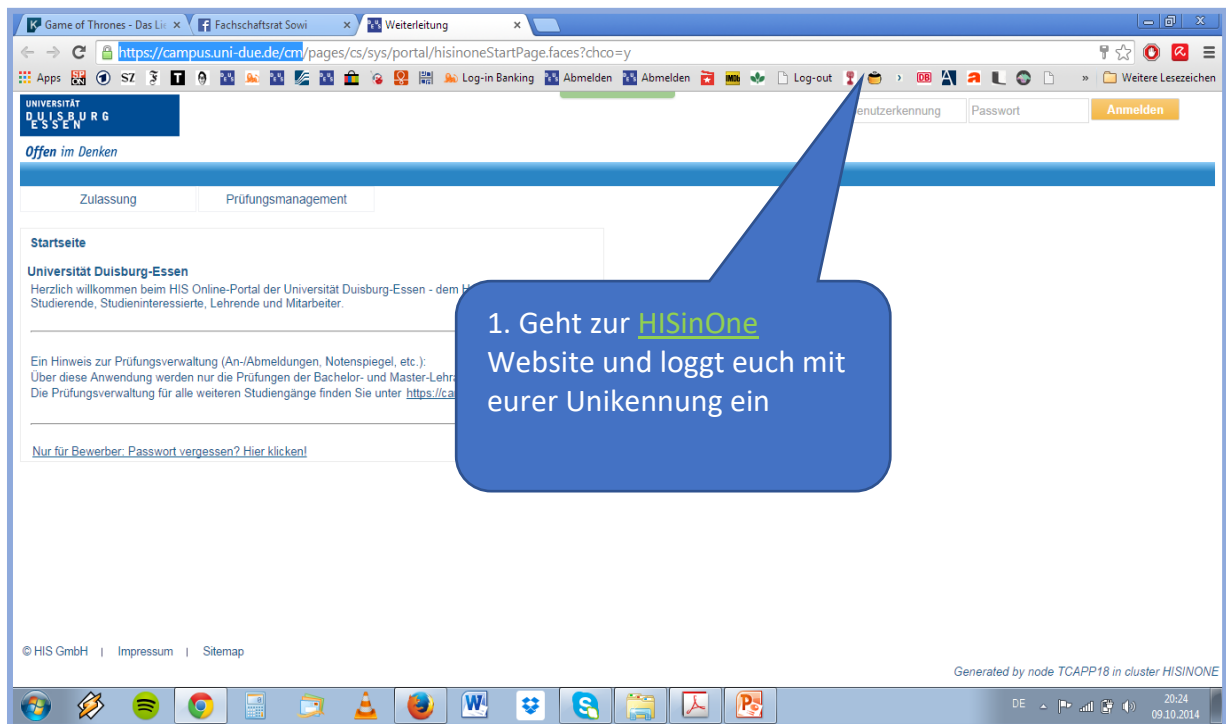 Game of Thrones - Das Lie
Fachschaftsrat Sowi
Weiterleitung
https://campus.uni-due.de/cm/pages/cs/sys/portal/hisinoneStartPage.faces?chco=y
Apps SZ Log-in Banking Abmelden Abmelden IMDb Log-out DB » Weitere Lesezeichen
UNIVERSITÄT
DUISBURG
ESSEN
Offen im Denken
enutzerkennung Passwort Anmelden
Zulassung Prüfungsmanagement
Startseite
Universität Duisburg-Essen
Herzlich willkommen beim HIS Online-Portal der Universität Duisburg-Essen - dem H
Studierende, Studieninteressierte, Lehrende und Mitarbeiter.
Ein Hinweis zur Prüfungsverwaltung (An-/Abmeldungen, Notenspiegel, etc.):
Über diese Anwendung werden nur die Prüfungen der Bachelor- und Master-Lehr
Die Prüfungsverwaltung für alle weiteren Studiengänge finden Sie unter https://ca
Nur für Bewerber: Passwort vergessen? Hier klicken!
1. Geht zur HISinOne
Website und loggt euch mit
eurer Unikennung ein
© HIS GmbH | Impressum | Sitemap
Generated by node TCAPP18 in cluster HISINONE
DE 20:24
09.10.2014